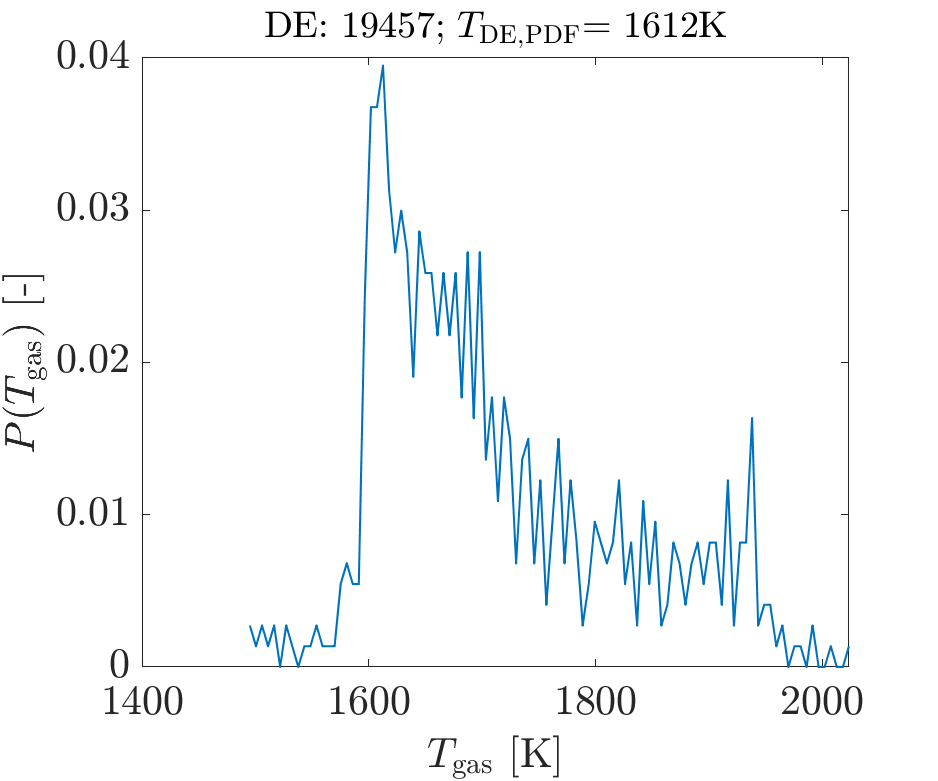 DE: 19457; T_DE,PDF= 1612K
0.04
0.03
0.02
0.01
0
P(T_gas) [-]
1400 1600 1800 2000
T_gas [K]